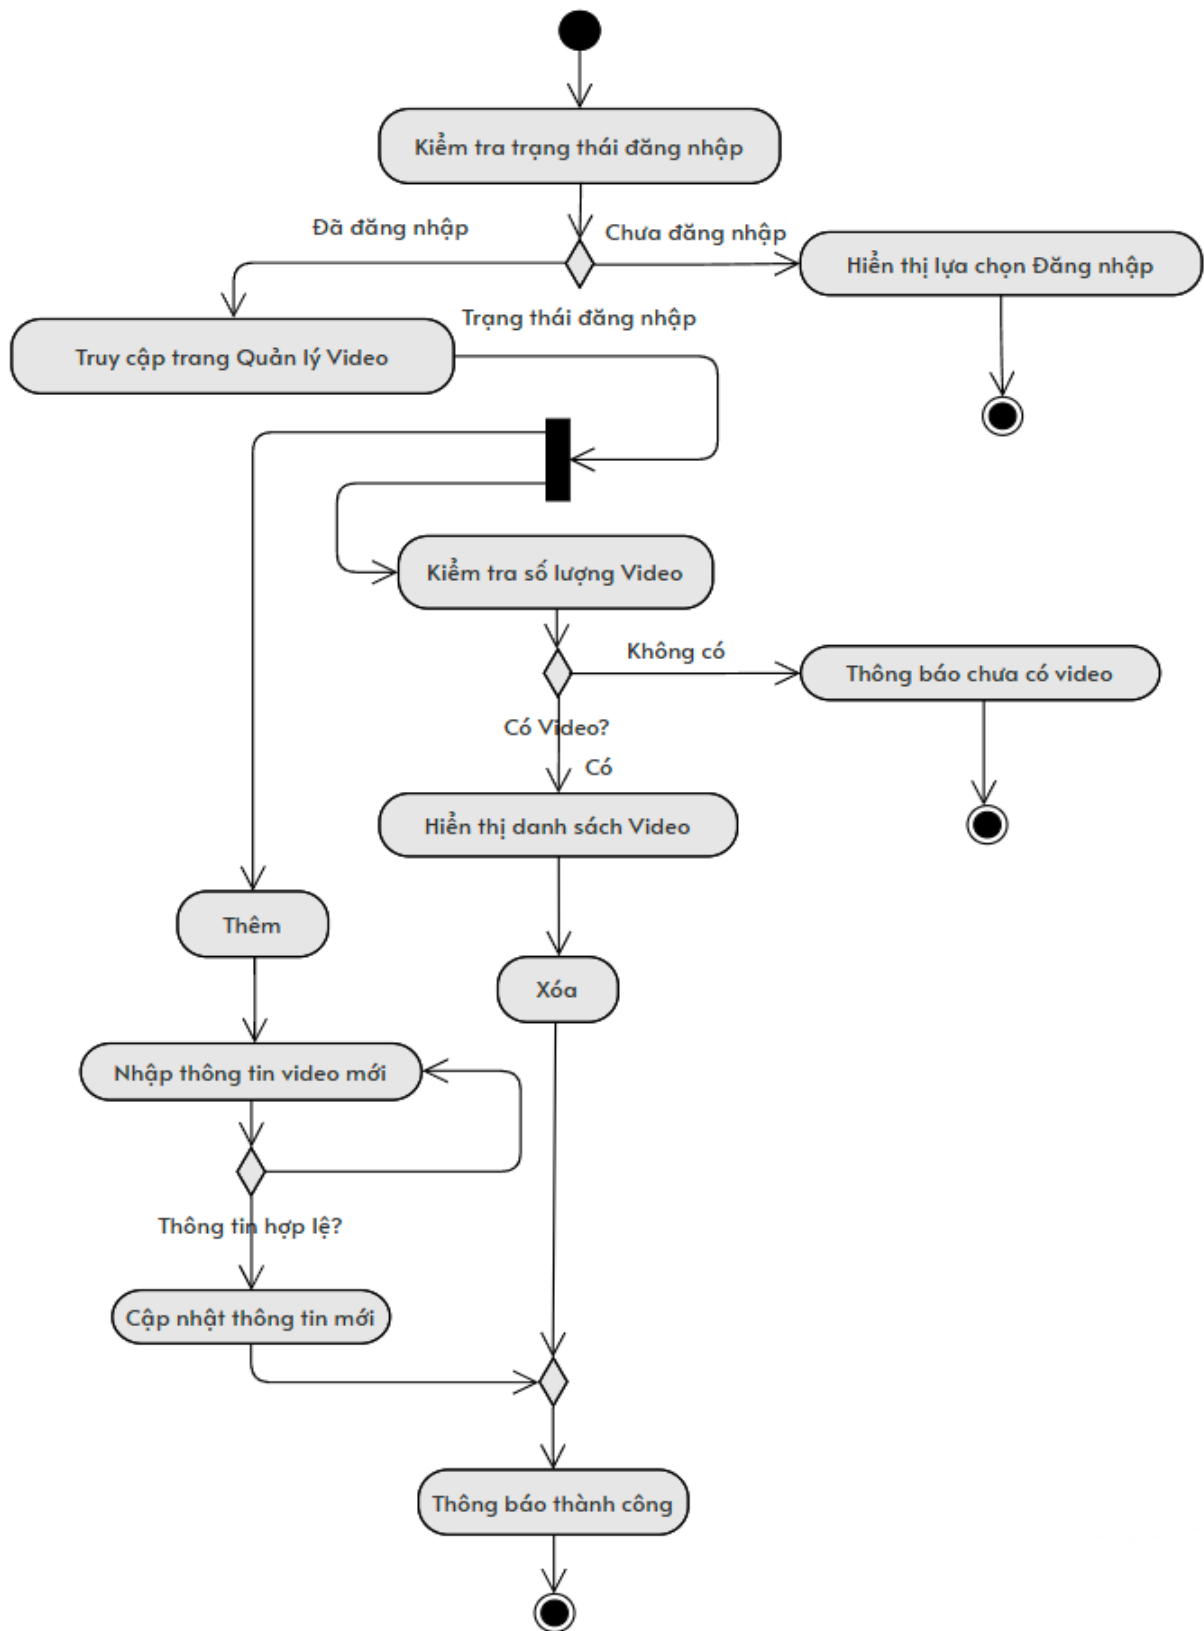 Kiểm tra trạng thái đăng nhập
Đã đăng nhập
Chưa đăng nhập
Hiển thị lựa chọn Đăng nhập
Trạng thái đăng nhập
Truy cập trang Quản lý Video
Kiểm tra số lượng Video
Không có
Thông báo chưa có video
Có Video?
Có
Hiển thị danh sách Video
Thêm
Xóa
Nhập thông tin video mới
Thông tin hợp lệ?
Cập nhật thông tin mới
Thông báo thành công